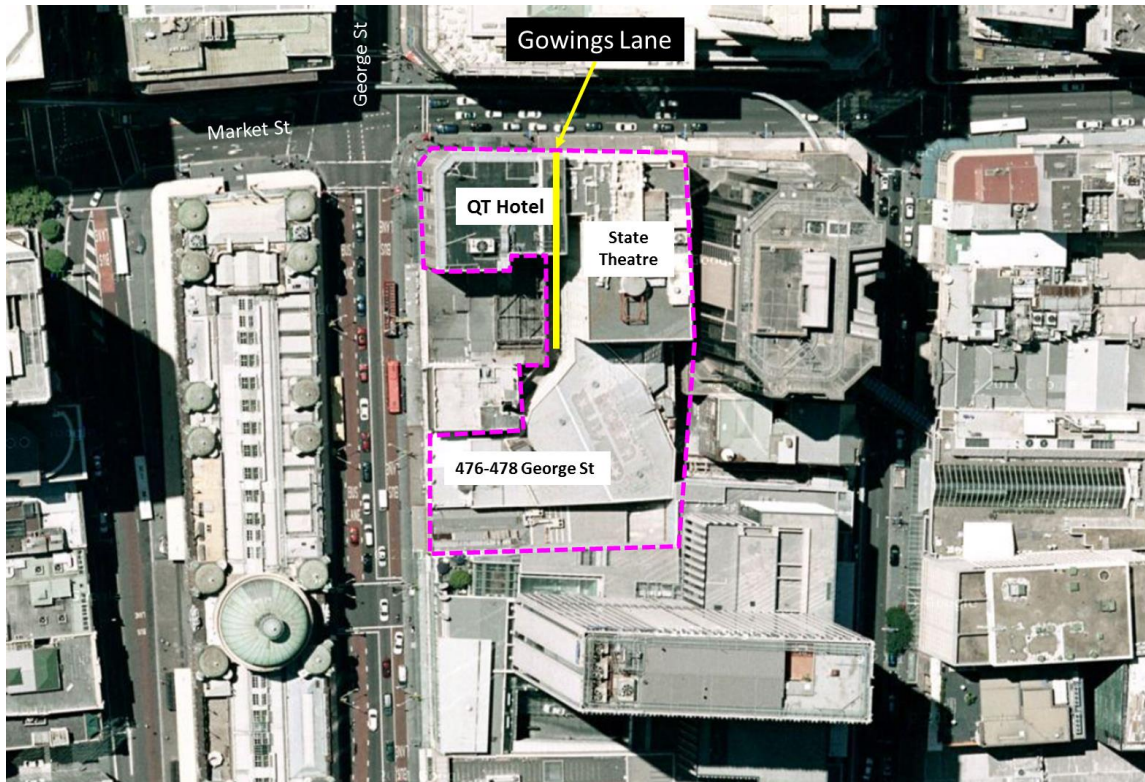 Gowings Lane
George St
Market St
QT Hotel
State
Theatre
476-478 George St